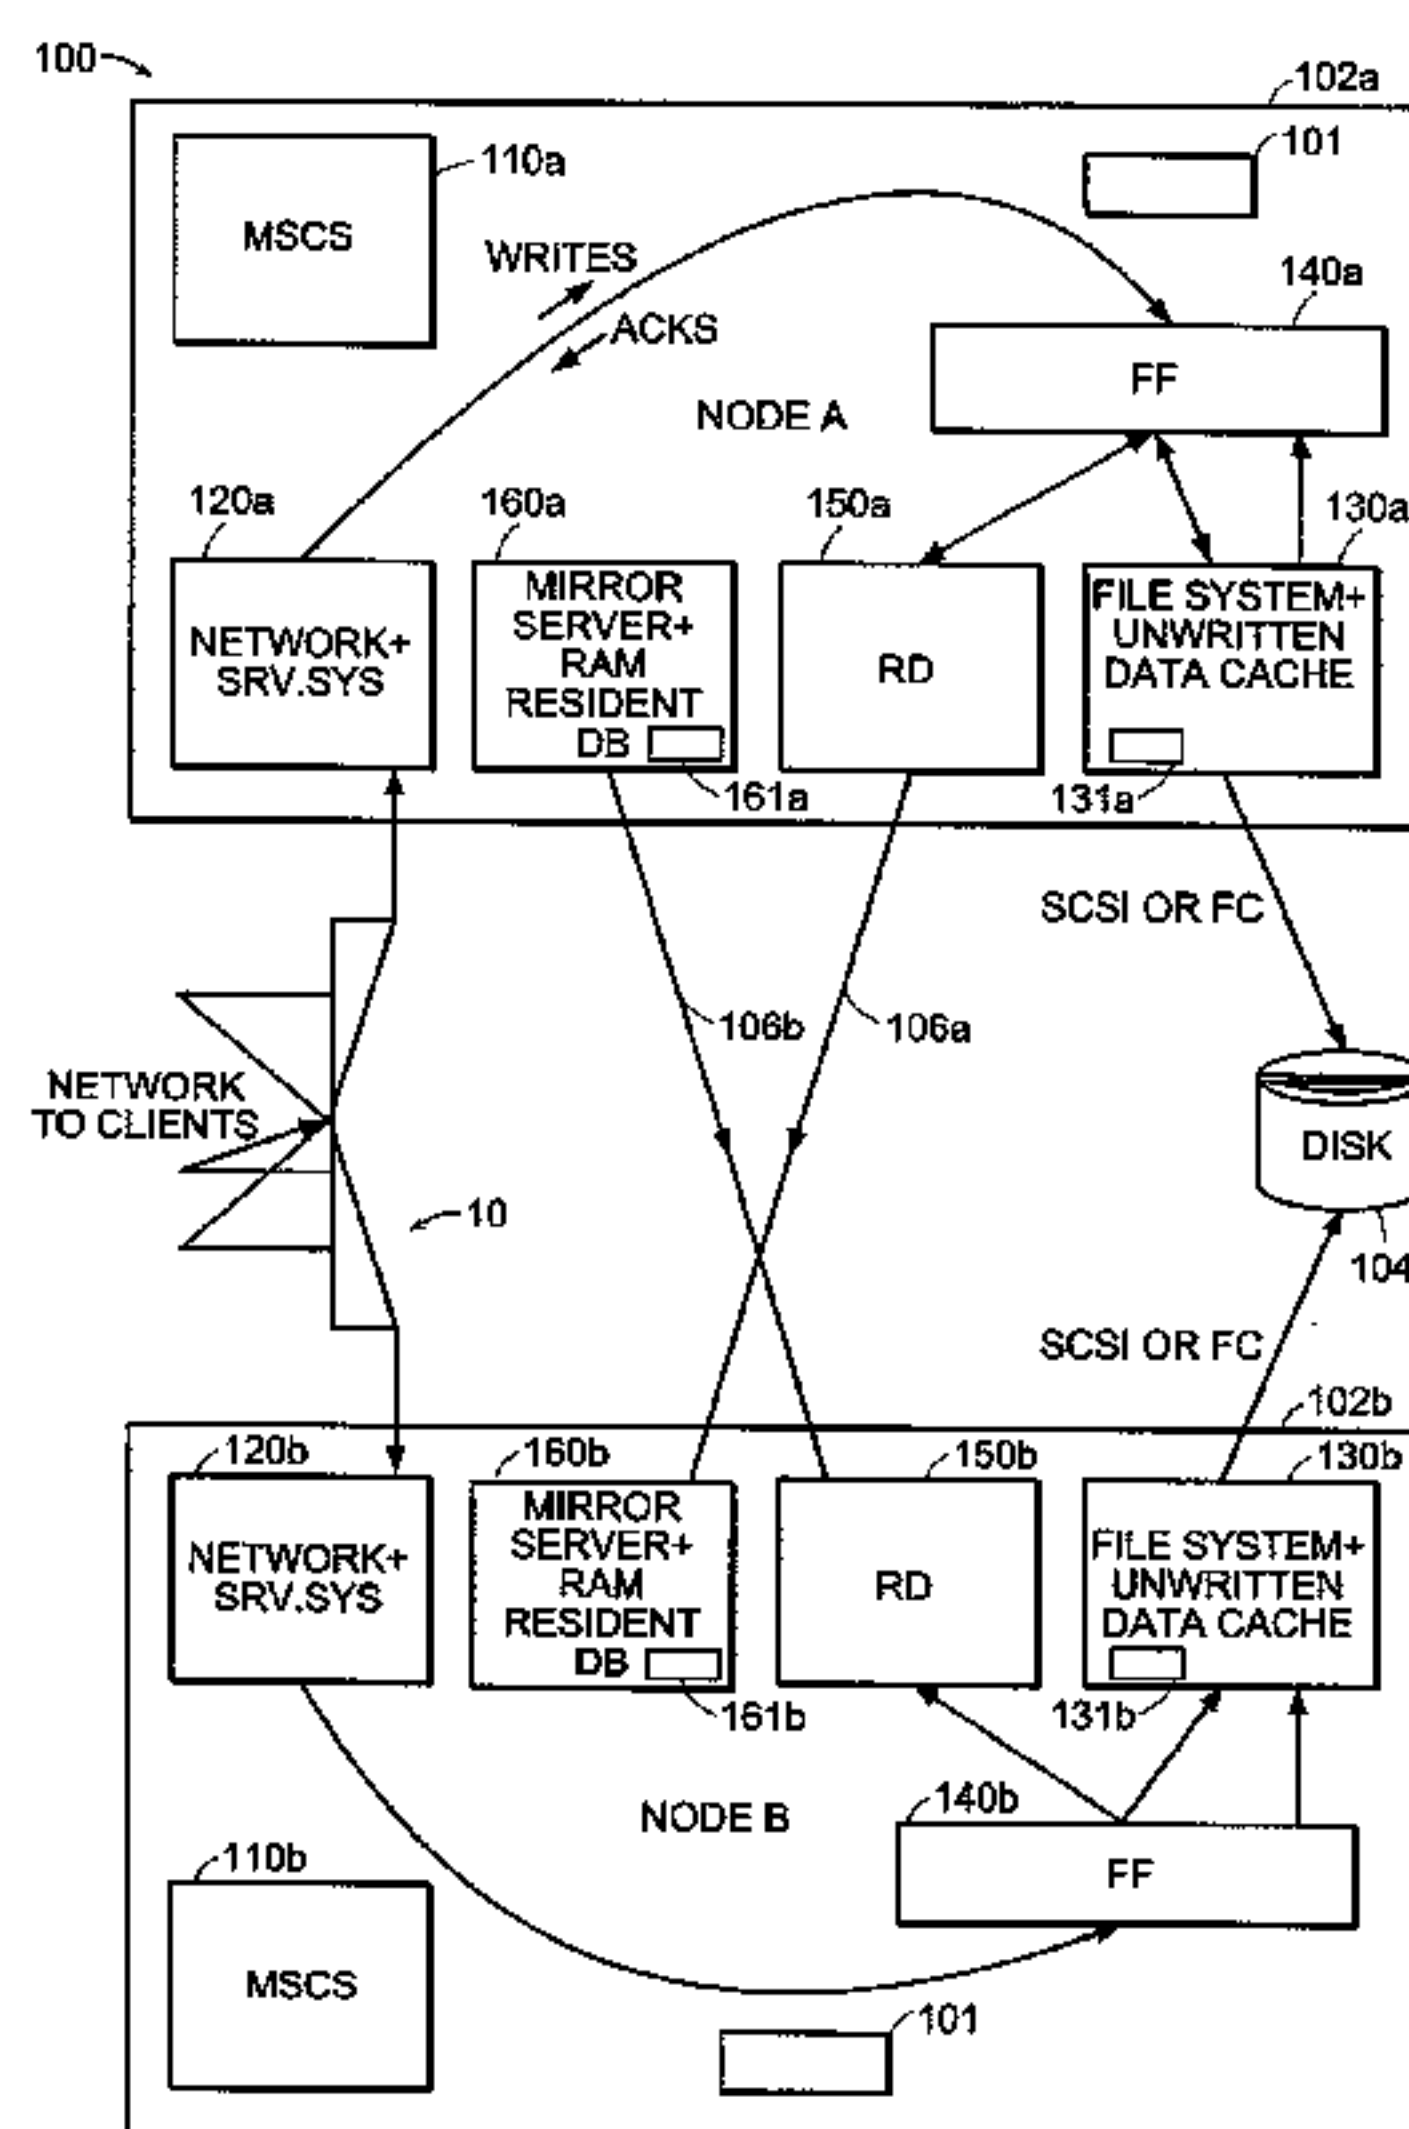 100
102a
110a
101
MSCS
WRITES
140a
ACKS
FF
NODE A
120a
160a
150a
130a
NETWORK+
SRV.SYS
MIRROR
SERVER+
RAM
RESIDENT
DB
RD
FILE SYSTEM+
UNWRITTEN
DATA CACHE
161a
131a
SCSI OR FC
106b
106a
NETWORK
TO CLIENTS
DISK
10
104
SCSI OR FC
102b
120b
160b
150b
130b
NETWORK+
SRV.SYS
MIRROR
SERVER+
RAM
RESIDENT
DB
RD
FILE SYSTEM+
UNWRITTEN
DATA CACHE
161b
131b
NODE B
140b
110b
FF
MSCS
101